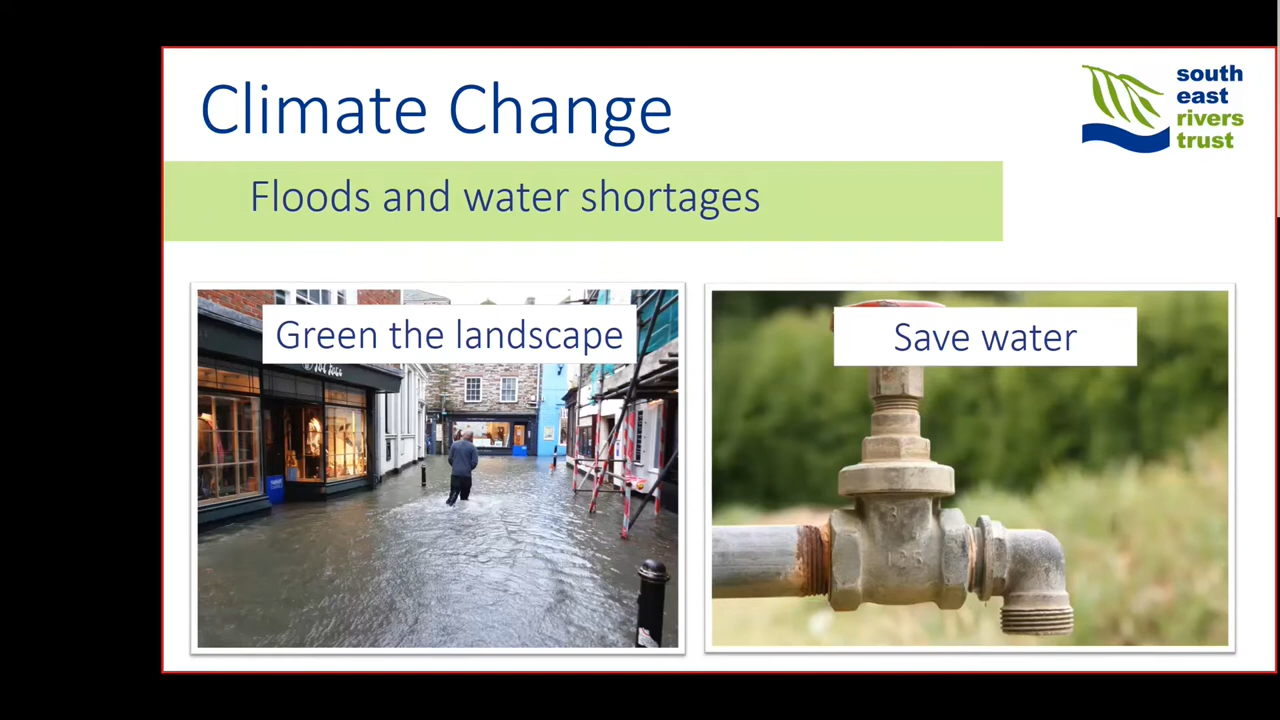 Climate Change
south
east
rivers
trust
Floods and water shortages
Green the landscape
Save water